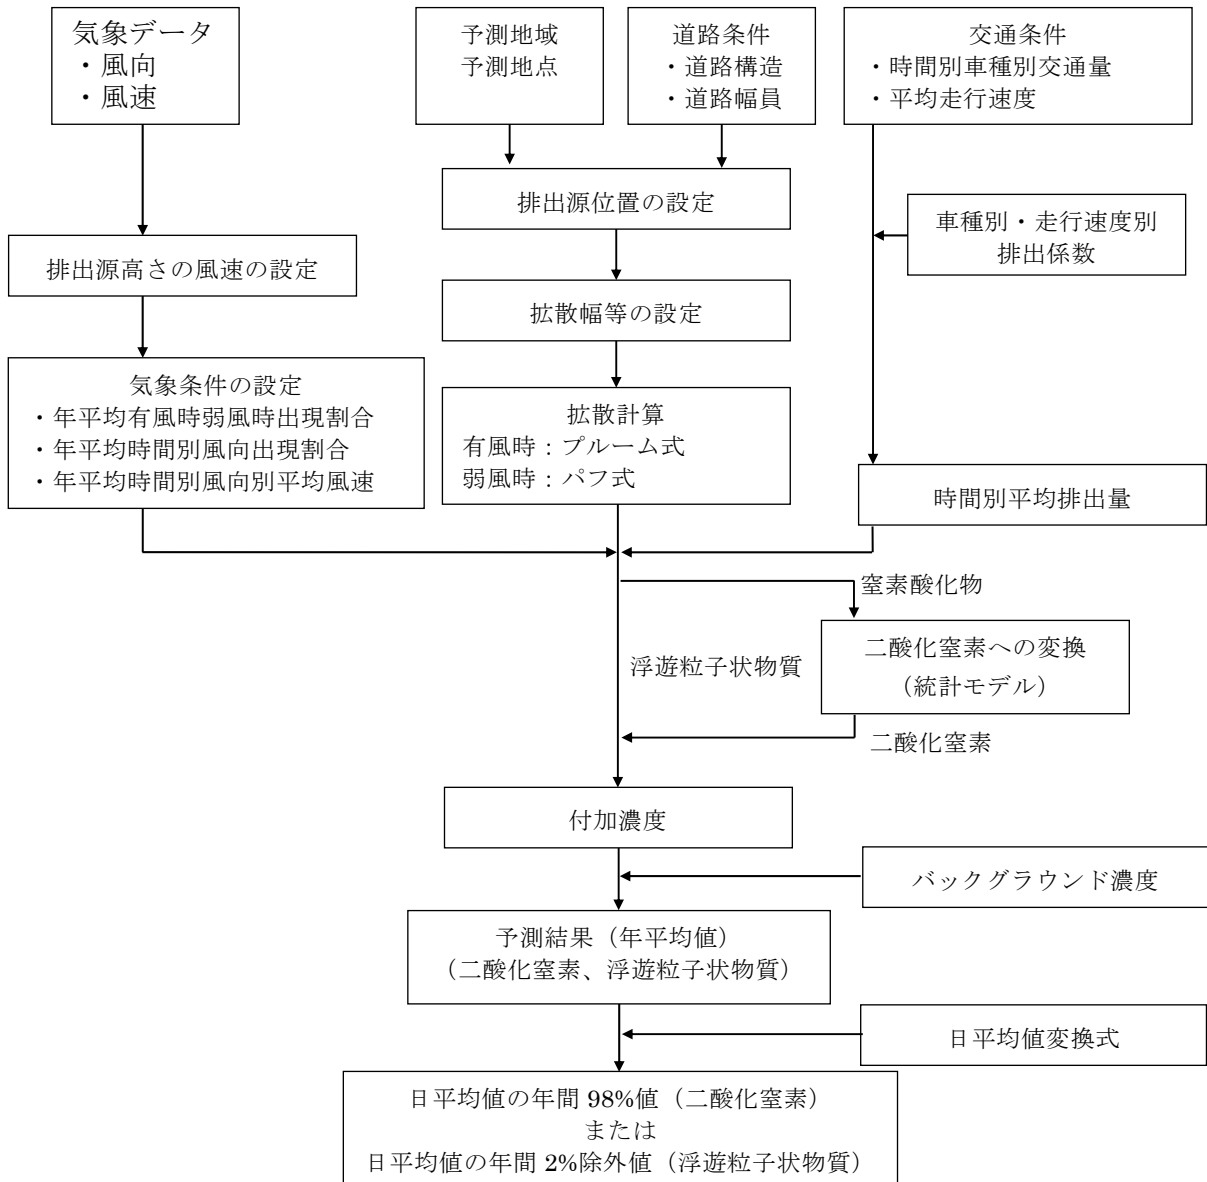 気象データ
・風向
・風速
予測地域
予測地点
道路条件
・道路構造
・道路幅員
交通条件
・時間別車種別交通量
・平均走行速度
排出源位置の設定
車種別・走行速度別
排出係数
排出源高さの風速の設定
拡散幅等の設定
気象条件の設定
・年平均有風時弱風時出現割合
・年平均時間別風向出現割合
・年平均時間別風向別平均風速
拡散計算
有風時：プルーム式
弱風時：パフ式
時間別平均排出量
窒素酸化物
浮遊粒子状物質
二酸化窒素への変換
（統計モデル）
二酸化窒素
付加濃度
バックグラウンド濃度
予測結果（年平均値）
（二酸化窒素、浮遊粒子状物質）
日平均値変換式
日平均値の年間 98%値（二酸化窒素）
または
日平均値の年間 2%除外値（浮遊粒子状物質）